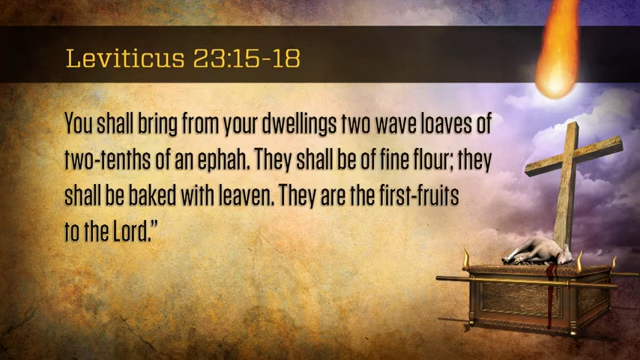 Leviticus 23:15-18
You shall bring from your dwellings two wave loaves of
two-tenths of an ephah. They shall be of fine flour; they
shall be baked with leaven. They are the first-fruits
to the Lord.”